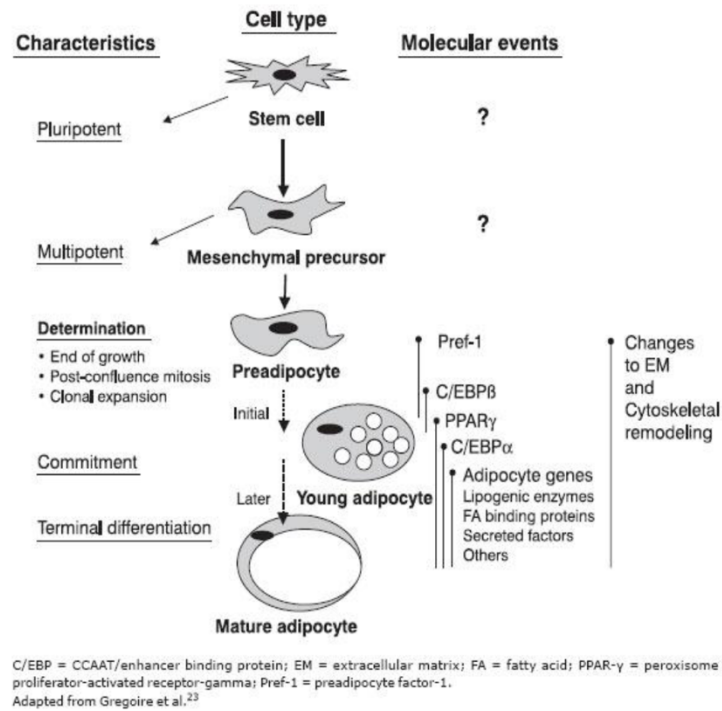 Characteristics
Cell type
Molecular events
Pluripotent
Stem cell
?
Multipotent
Mesenchymal precursor
?
Determination
• End of growth
• Post-confluence mitosis
• Clonal expansion
Preadipocyte
Initial
Pref-1
C/EBPß
PPARγ
C/EBPα
Changes
to EM
and
Cytoskeletal
remodeling
Commitment
Young adipocyte
Later
Adipocyte genes
Lipogenic enzymes
FA binding proteins
Secreted factors
Others
Terminal differentiation
Mature adipocyte
C/EBP = CCAAT/enhancer binding protein; EM = extracellular matrix; FA = fatty acid; PPAR-γ = peroxisome
proliferator-activated receptor-gamma; Pref-1 = preadipocyte factor-1.
Adapted from Gregoire et al.²³